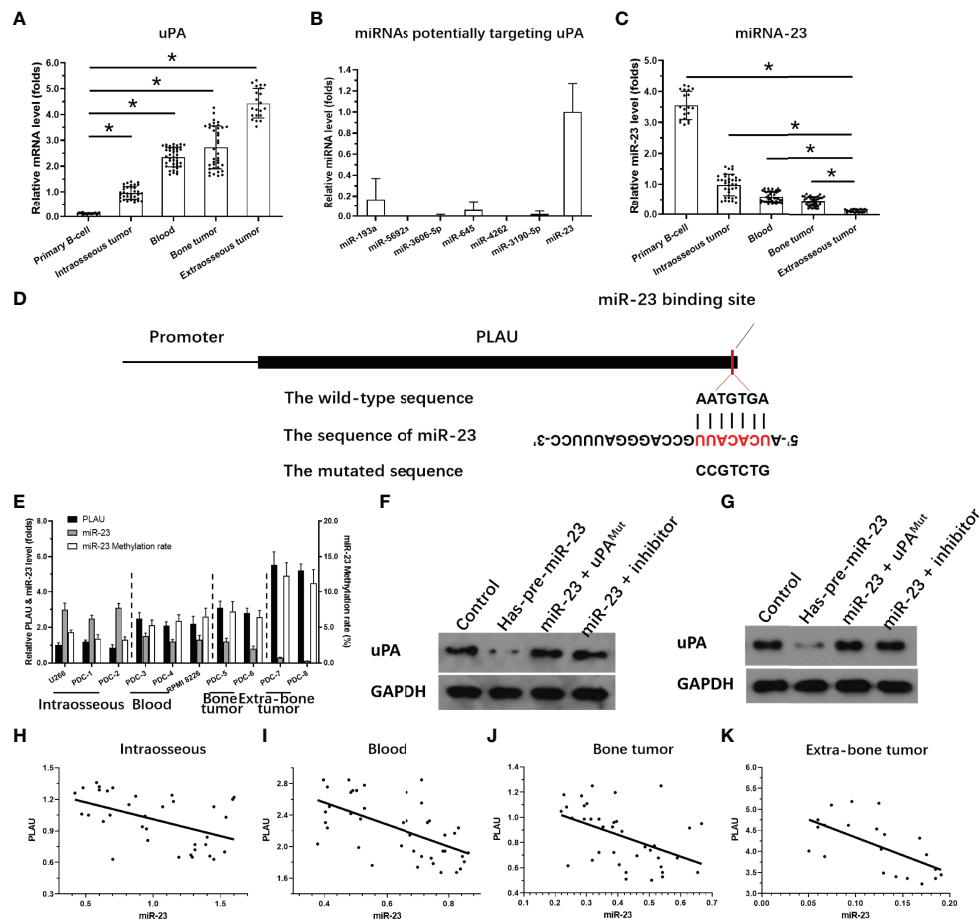 A
uPA
Relative mRNA level (folds)
6.0
5.0
4.0
3.0
2.0
1.0
0.0
*
*
*
*
Primary B-cell
Intraosseous tumor
Blood
Bone tumor
Extraosseous tumor
B
miRNAs potentially targeting uPA
Relative miRNA level (folds)
1.4
1.2
1.0
0.8
0.6
0.4
0.2
0.0
miR-193a
miR-5692a
miR-3606-5p
miR-645
miR-4262
miR-3190-5p
miR-23
C
miRNA-23
Relative miR-23 level (folds)
5.0
4.0
3.0
2.0
1.0
0.0
*
*
*
*
Primary B-cell
Intraosseous tumor
Blood
Bone tumor
Extraosseous tumor
D
miR-23 binding site
Promoter
PLAU
The wild-type sequence
AATGTGA
The sequence of miR-23
5'-AUCACAUUGCCAGGGAUUUCC-3'
The mutated sequence
CCGTCTG
E
PLAU
miR-23
miR-23 Methylation rate
Relative PLAU & miR-23 level (folds)
8.0
6.0
4.0
2.0
0.0
miR-23 Methylation rate (%)
20.0
15.0
10.0
5.0
0.0
U266
PDC-1
PDC-2
PDC-3
PDC-4
RPMI 8226
PDC-5
PDC-6
PDC-7
PDC-8
Intraosseous
Blood
Bone tumor
Extra-bone tumor
F
Control
Has-pre-miR-23
miR-23 + uPAMut
miR-23 + inhibitor
uPA
GAPDH
G
Control
Has-pre-miR-23
miR-23 + uPAMut
miR-23 + inhibitor
uPA
GAPDH
H
Intraosseous
PLAU
1.5
1.2
0.9
0.6
0.3
0.5
1.0
1.5
miR-23
I
Blood
PLAU
2.8
2.4
2.0
1.6
1.2
0.4
0.6
0.8
miR-23
J
Bone tumor
PLAU
1.4
1.2
1.0
0.8
0.6
0.4
0.1
0.2
0.3
0.4
0.5
0.6
0.7
miR-23
K
Extra-bone tumor
PLAU
6.0
5.5
5.0
4.5
4.0
3.5
3.0
0.00
0.05
0.10
0.15
0.20
miR-23